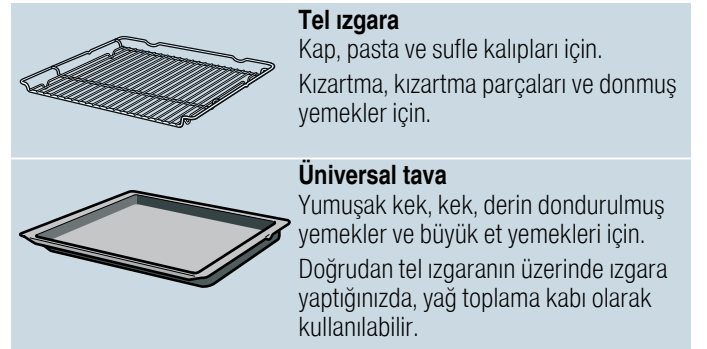 Tel ızgara
Kap, pasta ve sufle kalıpları için.
Kızartma, kızartma parçaları ve donmuş
yemekler için.
Üniversal tava
Yumuşak kek, kek, derin dondurulmuş
yemekler ve büyük et yemekleri için.
Doğrudan tel ızgaranın üzerinde ızgara
yaptığınızda, yağ toplama kabı olarak
kullanılabilir.